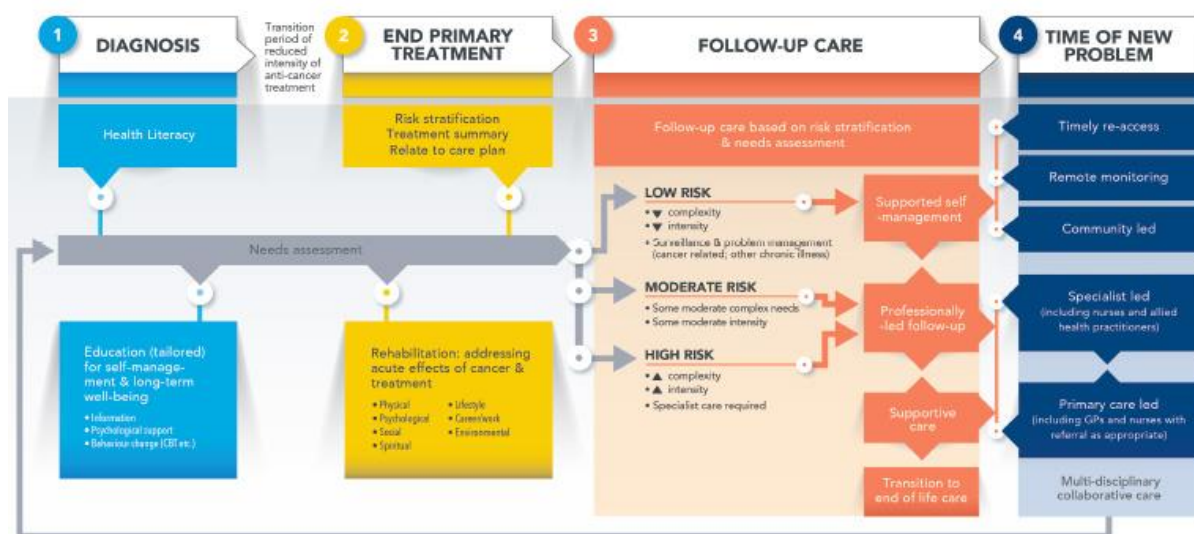 1
DIAGNOSIS
Transition
period of
reduced
intensity of
anti-cancer
treatment
2
END PRIMARY
TREATMENT
3
FOLLOW-UP CARE
4
TIME OF NEW
PROBLEM
Health Literacy
Risk stratification
Treatment summary
Relate to care plan
Follow-up care based on risk stratification
& needs assessment
Timely re-access
Remote monitoring
Community led
Needs assessment
LOW RISK
• ▼ complexity
• ▼ intensity
• Surveillance & problem management
(cancer related; other chronic illness)
Supported self
-management
MODERATE RISK
• Some moderate complex needs
• Some moderate intensity
Professionally
-led follow-up
HIGH RISK
• ▲ complexity
• ▲ intensity
• Specialist care required
Supportive
care
Transition to
end of life care
Specialist led
(including nurses and allied
health practitioners)
Primary care led
(including GPs and nurses with
referral as appropriate)
Multi-disciplinary
collaborative care
Education (tailored)
for self-manage-
ment & long-term
well-being
• Information
• Psychological support
• Behaviour change (CBT etc.)
Rehabilitation: addressing
acute effects of cancer &
treatment
• Physical
• Psychological
• Social
• Spiritual
• Lifestyle
• Career/work
• Environmental